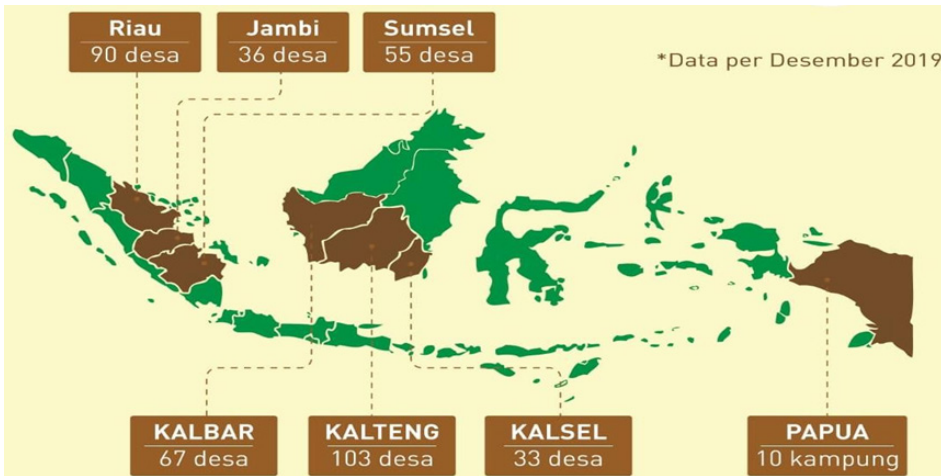 Riau
90 desa
Jambi
36 desa
Sumsel
55 desa
*Data per Desember 2019
KALBAR
67 desa
KALTENG
103 desa
KALSEL
33 desa
PAPUA
10 kampung